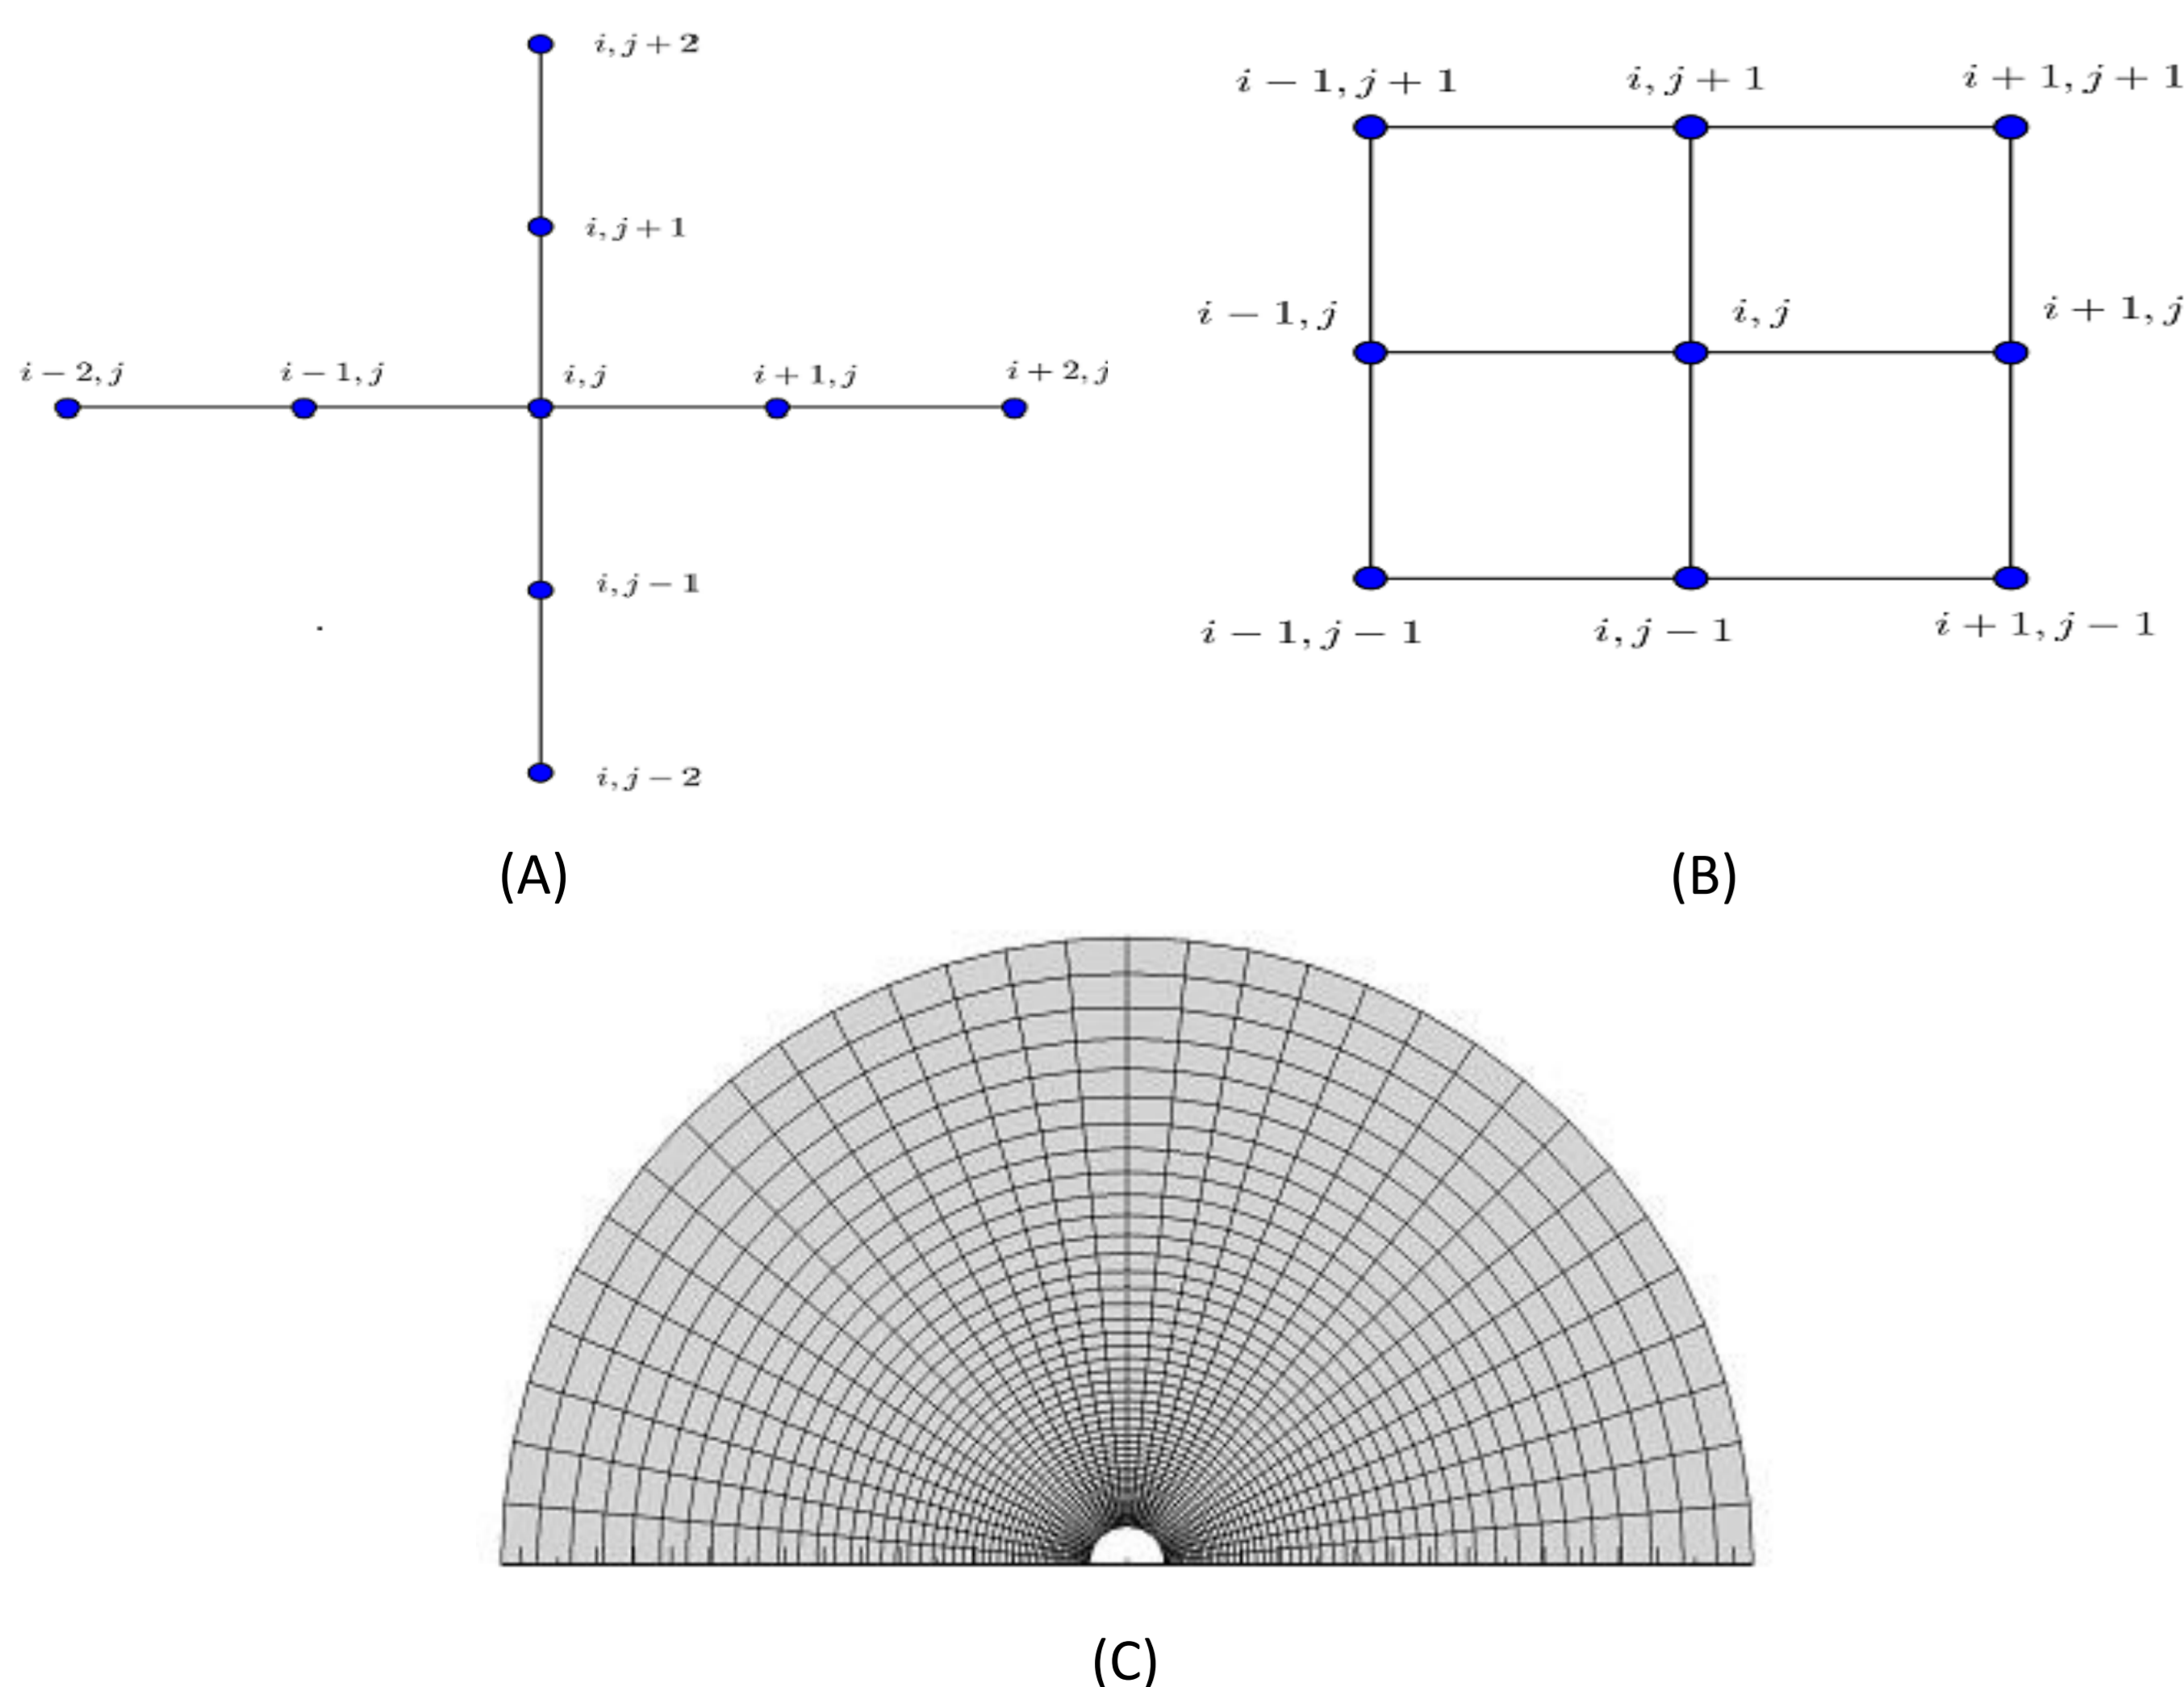 i, j + 2
i, j + 1
i − 2, j
i − 1, j
i, j
i + 1, j
i + 2, j
i, j − 1
i, j − 2
(A)
i − 1, j + 1
i, j + 1
i + 1, j + 1
i − 1, j
i, j
i + 1, j
i − 1, j − 1
i, j − 1
i + 1, j − 1
(B)
(C)